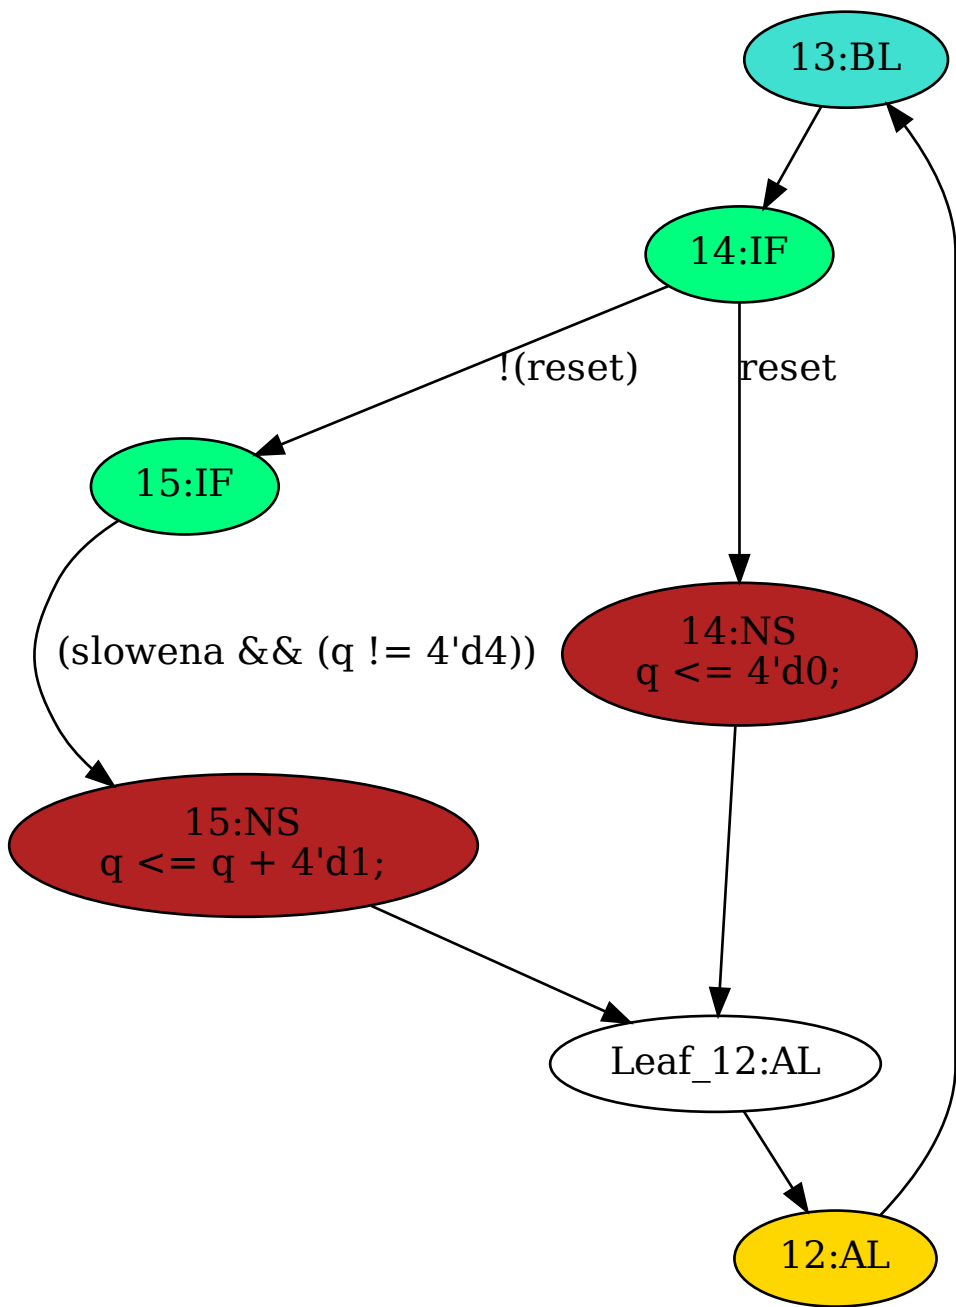 13:BL
14:IF
!(reset)
reset
15:IF
(slowena && (q != 4'd4))
14:NS
q <= 4'd0;
15:NS
q <= q + 4'd1;
Leaf_12:AL
12:AL